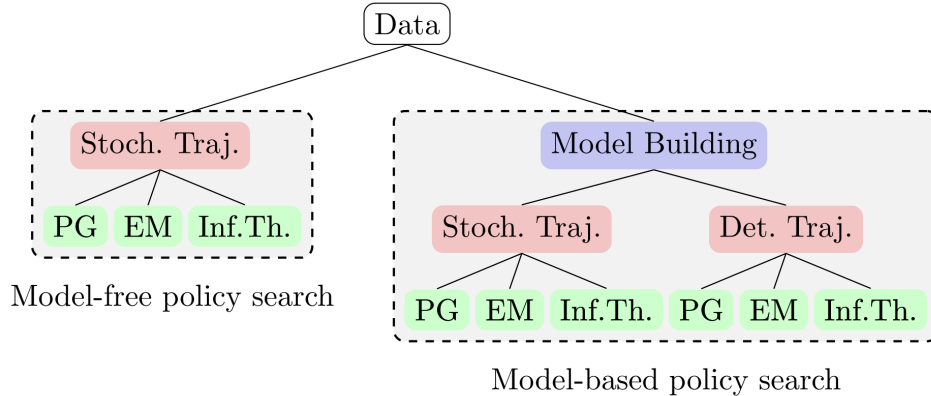 Data
Stoch. Traj.
PG EM Inf.Th.
Model-free policy search
Model Building
Stoch. Traj. Det. Traj.
PG EM Inf.Th. PG EM Inf.Th.
Model-based policy search